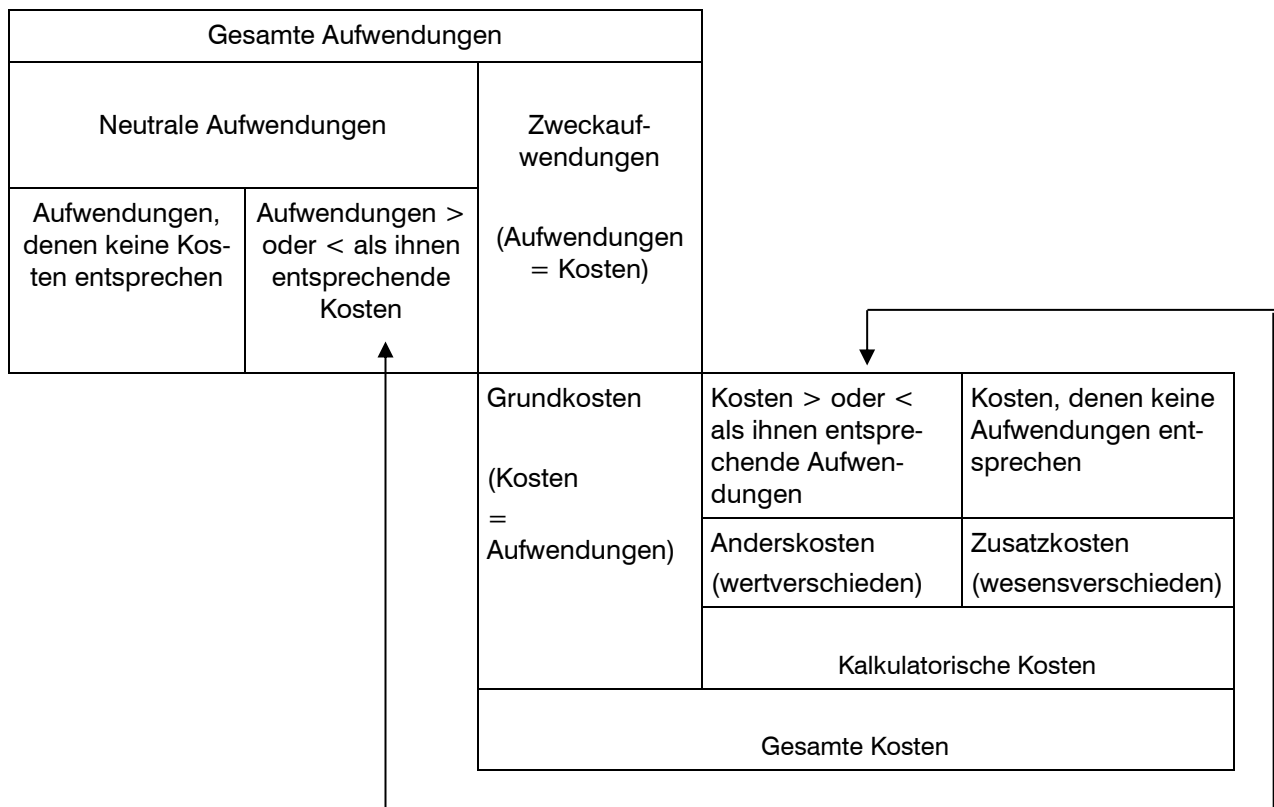 Gesamte Aufwendungen
Neutrale Aufwendungen
Zweckauf-
wendungen
(Aufwendungen
= Kosten)
Aufwendungen,
denen keine Kos-
ten entsprechen
Aufwendungen >
oder < als ihnen
entsprechende
Kosten
Grundkosten
(Kosten
=
Aufwendungen)
Kosten > oder <
als ihnen entspre-
chende Aufwen-
dungen
Kosten, denen keine
Aufwendungen ent-
sprechen
Anderskosten
(wertverschieden)
Zusatzkosten
(wesensverschieden)
Kalkulatorische Kosten
Gesamte Kosten